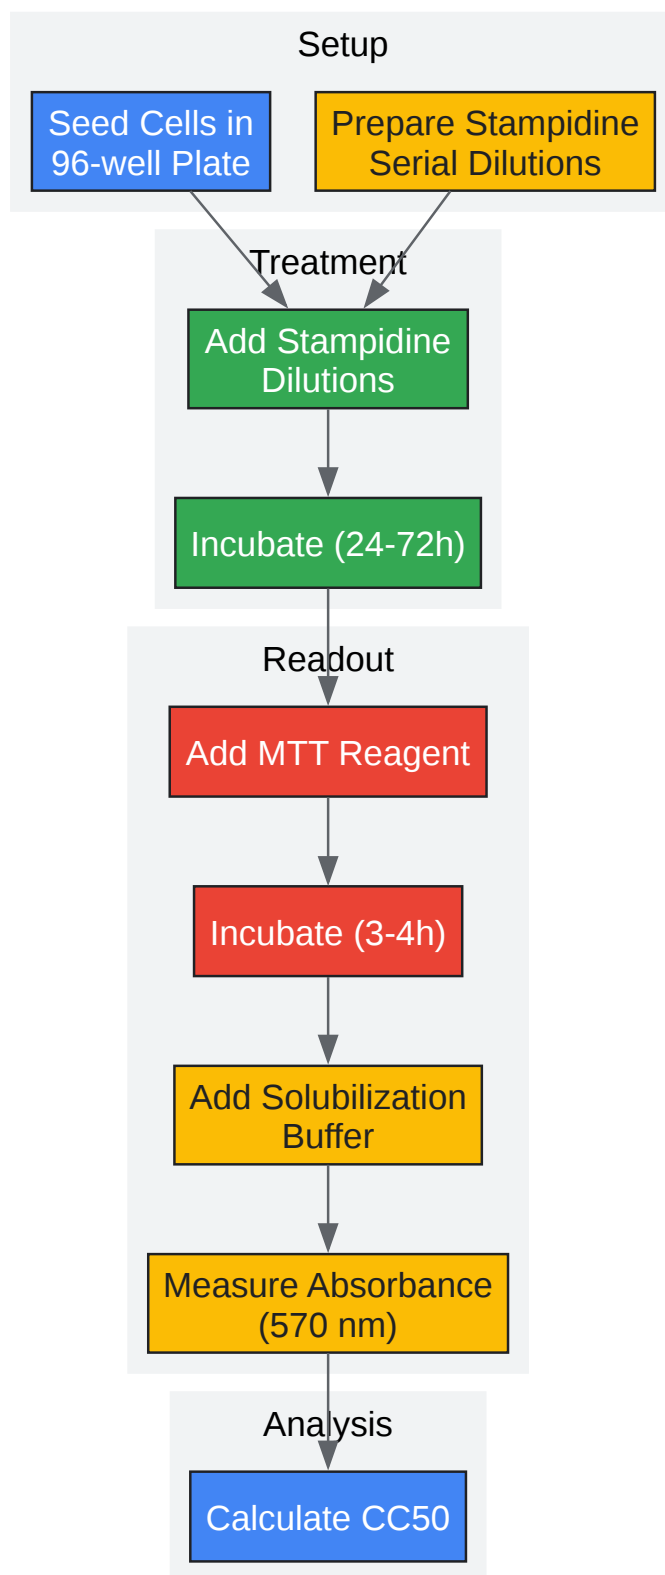 Setup
Seed Cells in
96-well Plate
Prepare Stampidine
Serial Dilutions
Treatment
Add Stampidine
Dilutions
Incubate (24-72h)
Readout
Add MTT Reagent
Incubate (3-4h)
Add Solubilization
Buffer
Measure Absorbance
(570 nm)
Analysis
Calculate CC50